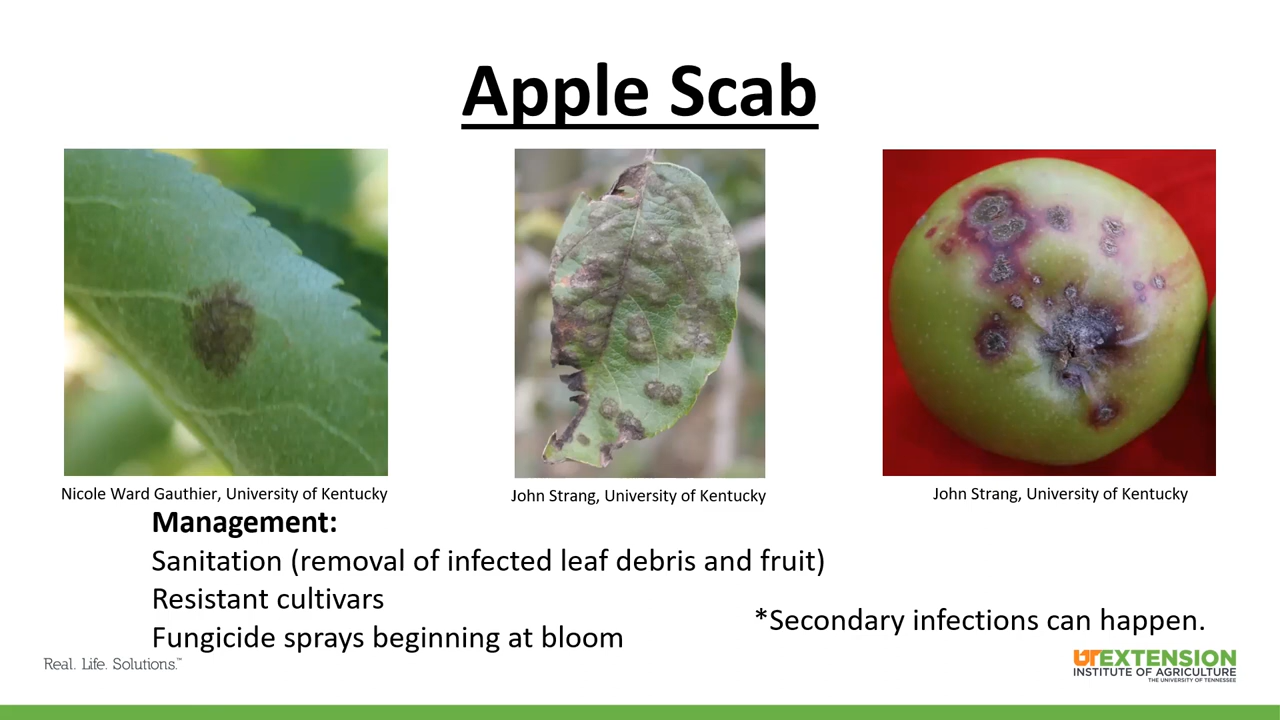 Apple Scab
Nicole Ward Gauthier, University of Kentucky
John Strang, University of Kentucky
John Strang, University of Kentucky
Management:
Sanitation (removal of infected leaf debris and fruit)
Resistant cultivars
Fungicide sprays beginning at bloom
*Secondary infections can happen.
Real. Life. Solutions.™
UTEXTENSION
INSTITUTE OF AGRICULTURE
THE UNIVERSITY OF TENNESSEE